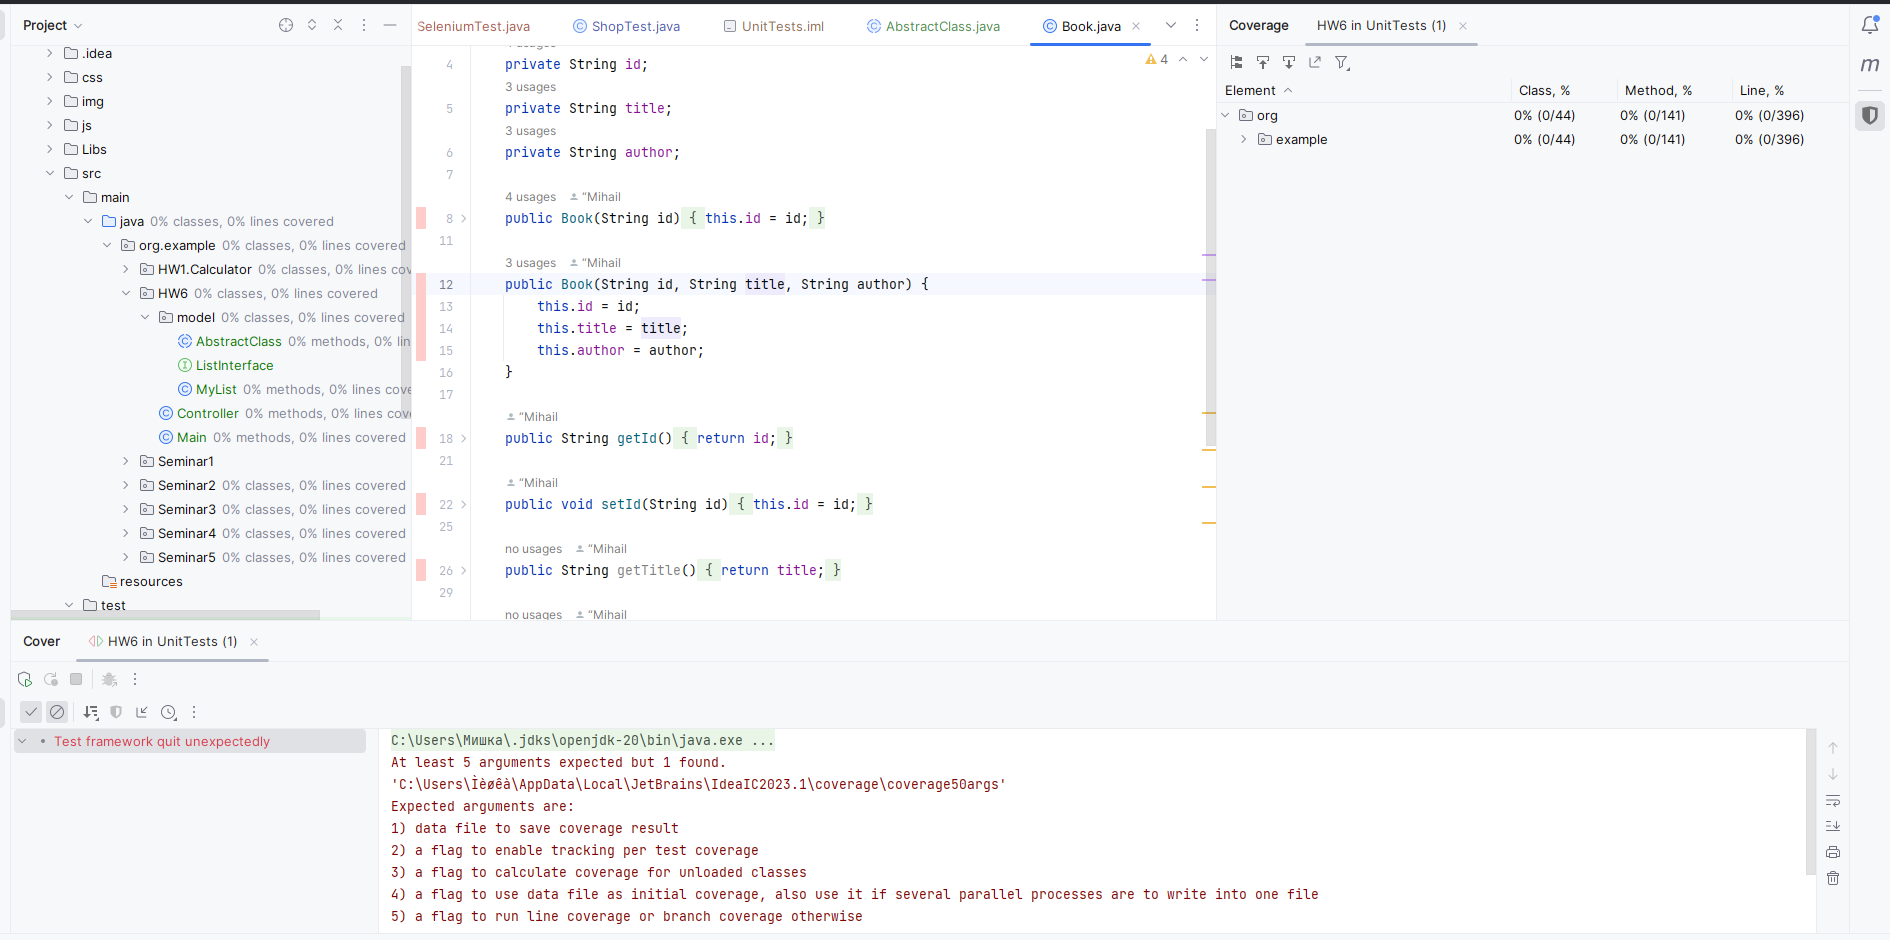 Project
.idea
css
img
js
Libs
src
main
java 0% classes, 0% lines covered
org.example 0% classes, 0% lines covered
HW1.Calculator 0% classes, 0% lines cov
HW6 0% classes, 0% lines covered
model 0% classes, 0% lines covered
AbstractClass 0% methods, 0% lin
ListInterface
MyList 0% methods, 0% lines cove
Controller 0% methods, 0% lines cov
Main 0% methods, 0% lines covered
Seminar1
Seminar2 0% classes, 0% lines covered
Seminar3 0% classes, 0% lines covered
Seminar4 0% classes, 0% lines covered
Seminar5 0% classes, 0% lines covered
resources
test
SeleniumTest.java ShopTest.java UnitTests.iml AbstractClass.java Book.java
4
4 private String id;
3 usages
5 private String title;
3 usages
6 private String author;
7
4 usages "Mihail
8 public Book(String id) { this.id = id; }
11
3 usages "Mihail
12 public Book(String id, String title, String author) {
13 this.id = id;
14 this.title = title;
15 this.author = author;
16 }
17
"Mihail
18 public String getId() { return id; }
21
"Mihail
22 public void setId(String id) { this.id = id; }
25
no usages "Mihail
26 public String getTitle() { return title; }
29
no usages "Mihail
Coverage HW6 in UnitTests (1)
Element Class, % Method, % Line, %
org 0% (0/44) 0% (0/141) 0% (0/396)
example 0% (0/44) 0% (0/141) 0% (0/396)
m
Cover HW6 in UnitTests (1)
Test framework quit unexpectedly
C:\Users\Мишка\.jdks\openjdk-20\bin\java.exe ...
At least 5 arguments expected but 1 found.
'C:\Users\Ìèøêà\AppData\Local\JetBrains\IdeaIC2023.1\coverage\coverage50args'
Expected arguments are:
1) data file to save coverage result
2) a flag to enable tracking per test coverage
3) a flag to calculate coverage for unloaded classes
4) a flag to use data file as initial coverage, also use it if several parallel processes are to write into one file
5) a flag to run line coverage or branch coverage otherwise